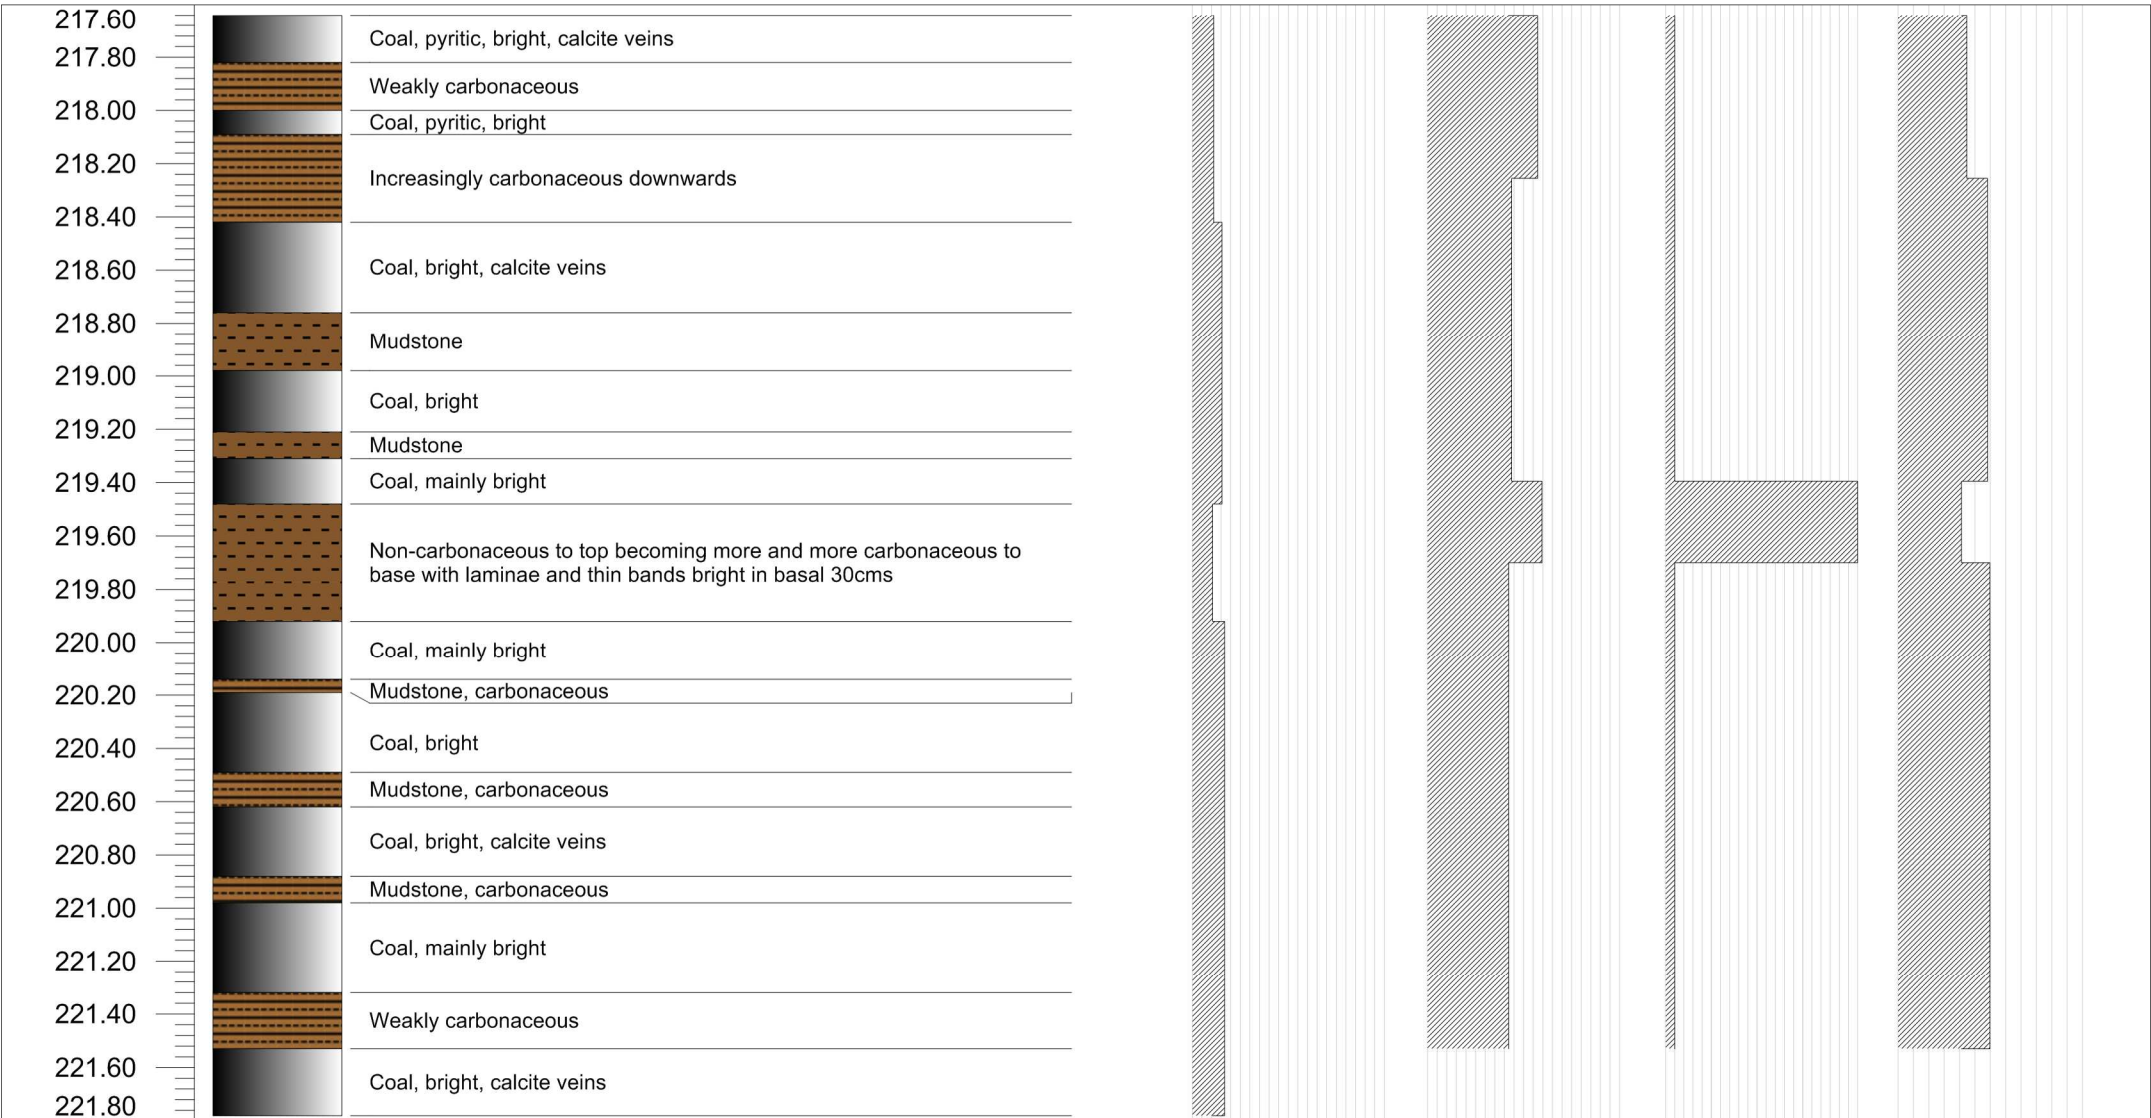 217.60
Coal, pyritic, bright, calcite veins
217.80
Weakly carbonaceous
218.00
Coal, pyritic, bright
218.20
Increasingly carbonaceous downwards
218.40
218.60
Coal, bright, calcite veins
218.80
Mudstone
219.00
Coal, bright
219.20
Mudstone
219.40
Coal, mainly bright
219.60
Non-carbonaceous to top becoming more and more carbonaceous to
base with laminae and thin bands bright in basal 30cms
219.80
220.00
Coal, mainly bright
220.20
Mudstone, carbonaceous
220.40
Coal, bright
220.60
Mudstone, carbonaceous
220.80
Coal, bright, calcite veins
Mudstone, carbonaceous
221.00
Coal, mainly bright
221.20
221.40
Weakly carbonaceous
221.60
Coal, bright, calcite veins
221.80